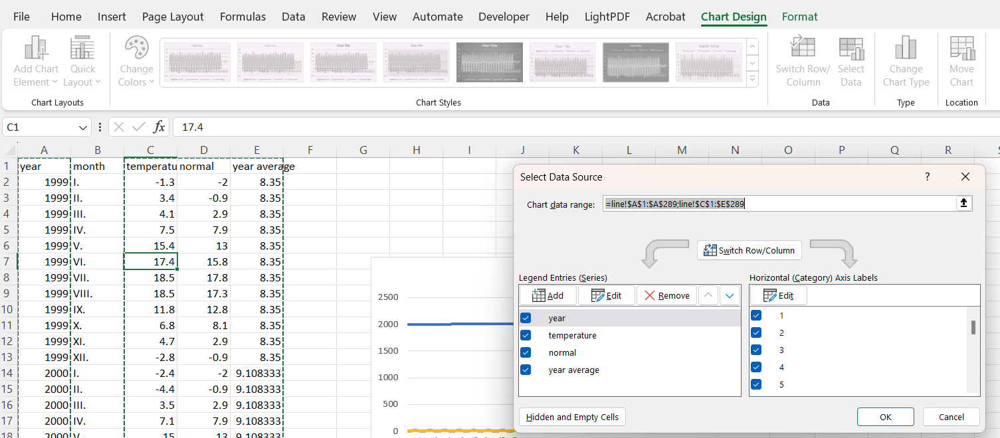 File Home Insert Page Layout Formulas Data Review View Automate Developer Help LightPDF Acrobat Chart Design Format
Add Chart Element
Quick Layout
Chart Layouts
Change Colors
Chart Styles
Switch Row/ Column
Select Data
Data
Change Chart Type
Type
Move Chart
Location
C1 fx 17.4
A B C D E F G H I J K L M N O P Q R
1 year month temperatu normal year average
2 1999 I. -1.3 -2 8.35
3 1999 II. 3.4 -0.9 8.35
4 1999 III. 4.1 2.9 8.35
5 1999 IV. 7.5 7.9 8.35
6 1999 V. 15.4 13 8.35
7 1999 VI. 17.4 15.8 8.35
8 1999 VII. 18.5 17.8 8.35
9 1999 VIII. 18.5 17.3 8.35
10 1999 IX. 11.8 12.8 8.35
11 1999 X. 6.8 8.1 8.35
12 1999 XI. 4.7 2.9 8.35
13 1999 XII. -2.8 -0.9 8.35
14 2000 I. -2.4 -2 9.108333
15 2000 II. -4.4 -0.9 9.108333
16 2000 III. 3.5 2.9 9.108333
17 2000 IV. 7.1 7.9 9.108333
18 2000 V. 15 13 9.108333
2500
2000
1500
1000
500
0
Select Data Source ?
Chart data range: =line!$A$1:$A$289;line!$C$1:$E$289
Switch Row/Column
Legend Entries (Series)
Add Edit Remove
year
temperature
normal
year average
Horizontal (Category) Axis Labels
Edit
1
2
3
4
5
Hidden and Empty Cells OK Cancel